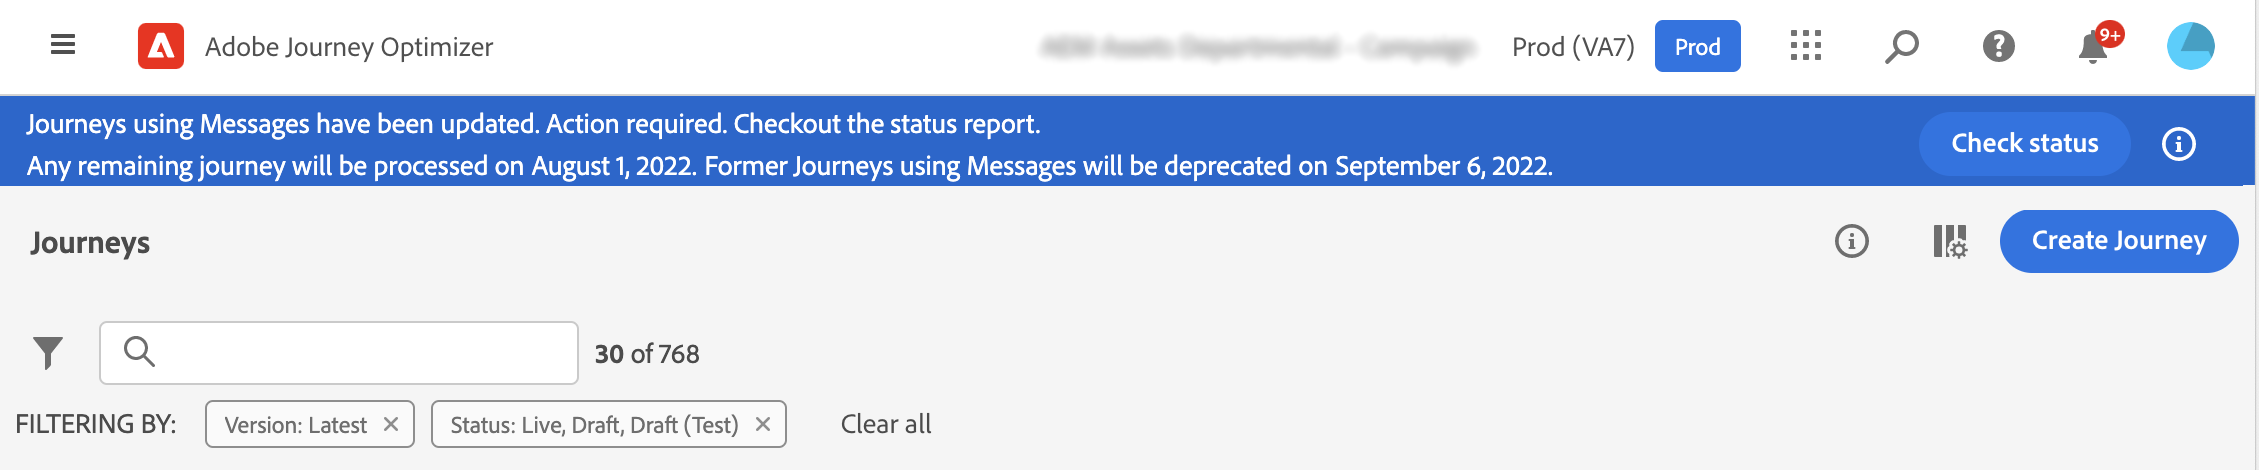 Adobe Journey Optimizer
Prod (VA7)
Prod
9+
Journeys using Messages have been updated. Action required. Checkout the status report.
Any remaining journey will be processed on August 1, 2022. Former Journeys using Messages will be deprecated on September 6, 2022.
Check status
Journeys
Create Journey
30 of 768
FILTERING BY:
Version: Latest
Status: Live, Draft, Draft (Test)
Clear all